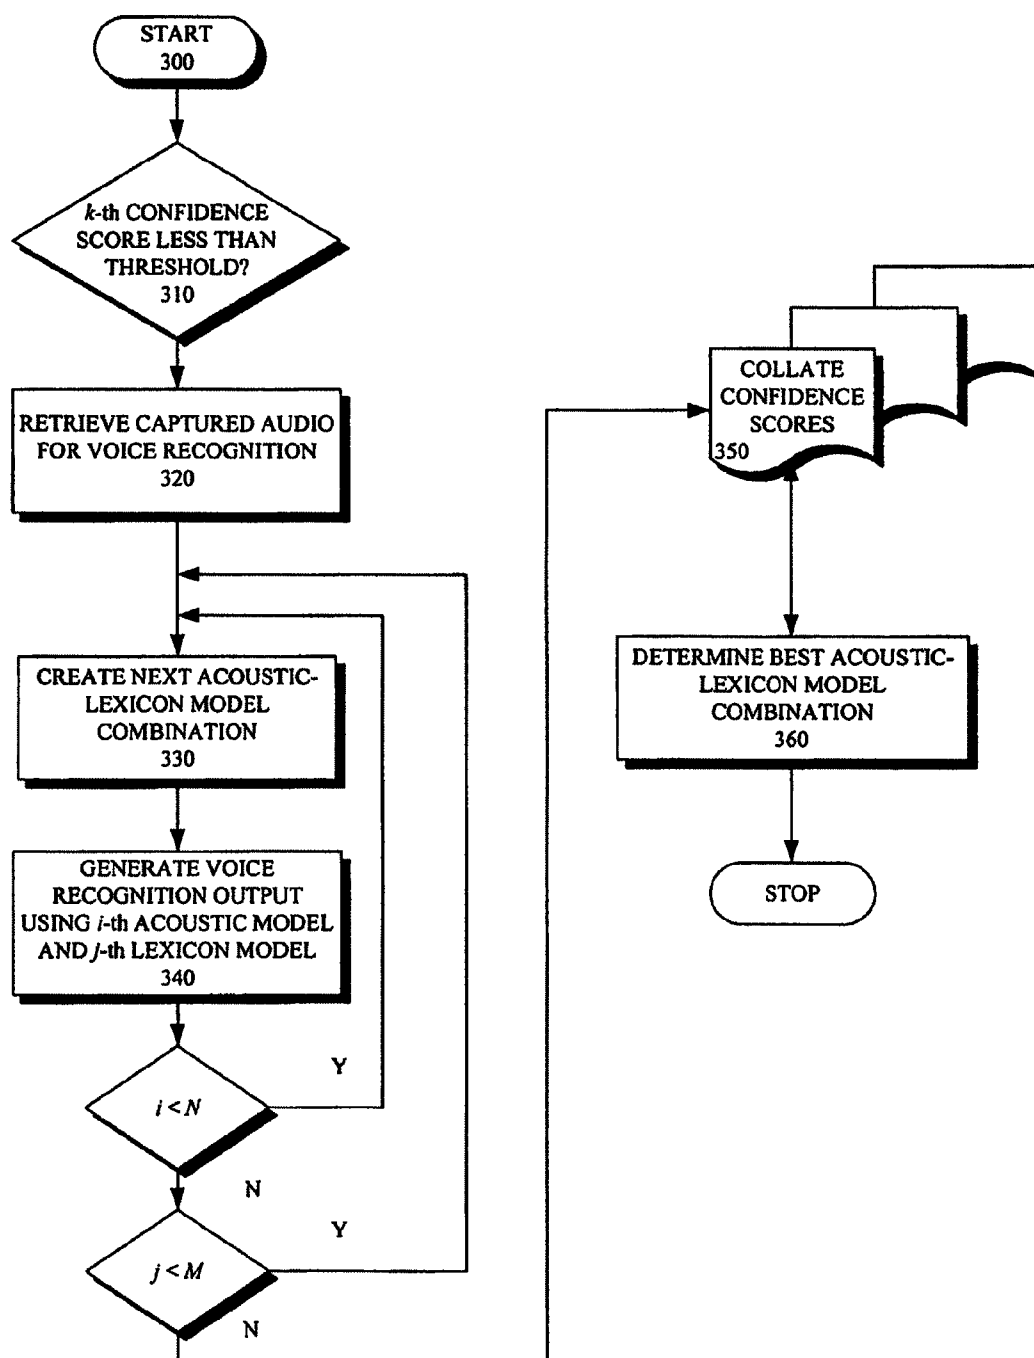 START
300
k-th CONFIDENCE
SCORE LESS THAN
THRESHOLD?
310
RETRIEVE CAPTURED AUDIO
FOR VOICE RECOGNITION
320
CREATE NEXT ACOUSTIC-
LEXICON MODEL
COMBINATION
330
GENERATE VOICE
RECOGNITION OUTPUT
USING i-th ACOUSTIC MODEL
AND j-th LEXICON MODEL
340
Y
i < N
N
Y
j < M
N
COLLATE
CONFIDENCE
SCORES
350
DETERMINE BEST ACOUSTIC-
LEXICON MODEL
COMBINATION
360
STOP